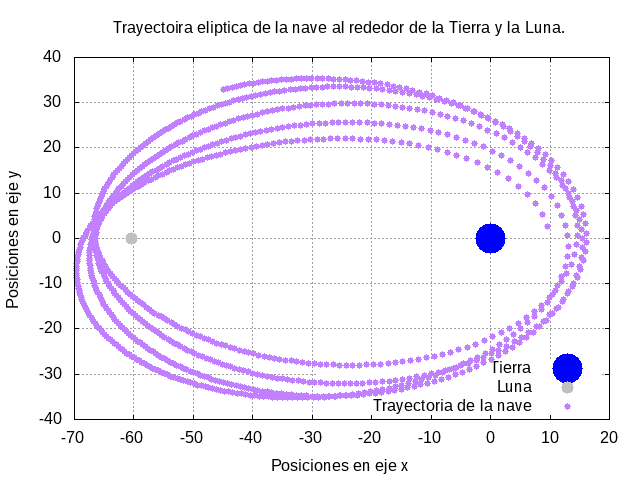 Trayectoira eliptica de la nave al rededor de la Tierra y la Luna.
40
30
20
10
0
-10
-20
-30
-40
Posiciones en eje y
Tierra
Luna
Trayectoria de la nave
-70 -60 -50 -40 -30 -20 -10 0 10 20
Posiciones en eje x